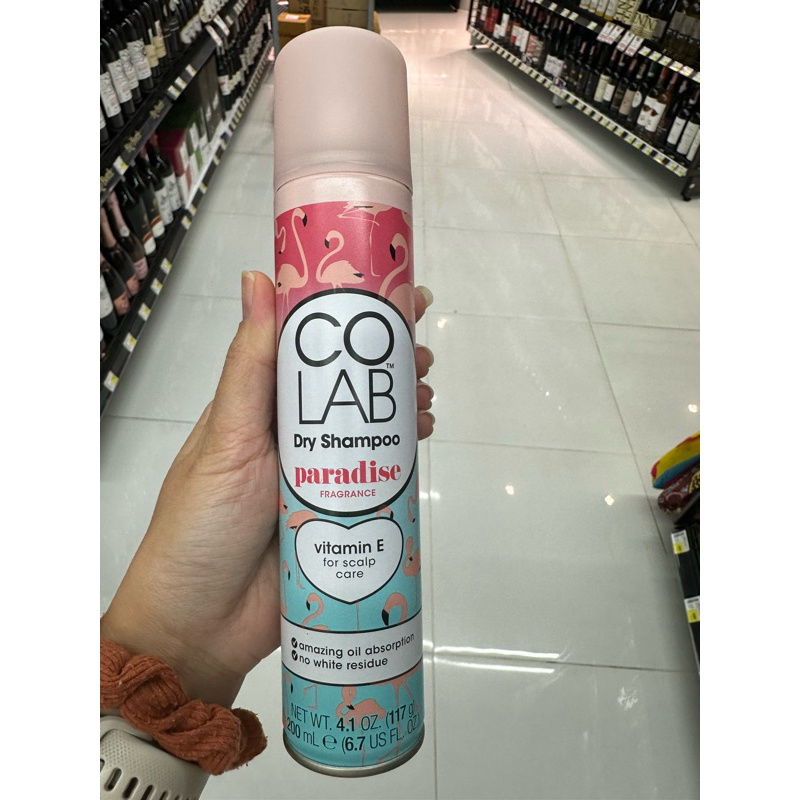 CO
LAB™
Dry Shampoo
paradise
FRAGRANCE
vitamin E
for scalp
care
amazing oil absorption
no white residue
NET WT. 4.1 OZ. (117 g)
200 mL ℮ (6.7 US FL. OZ.)